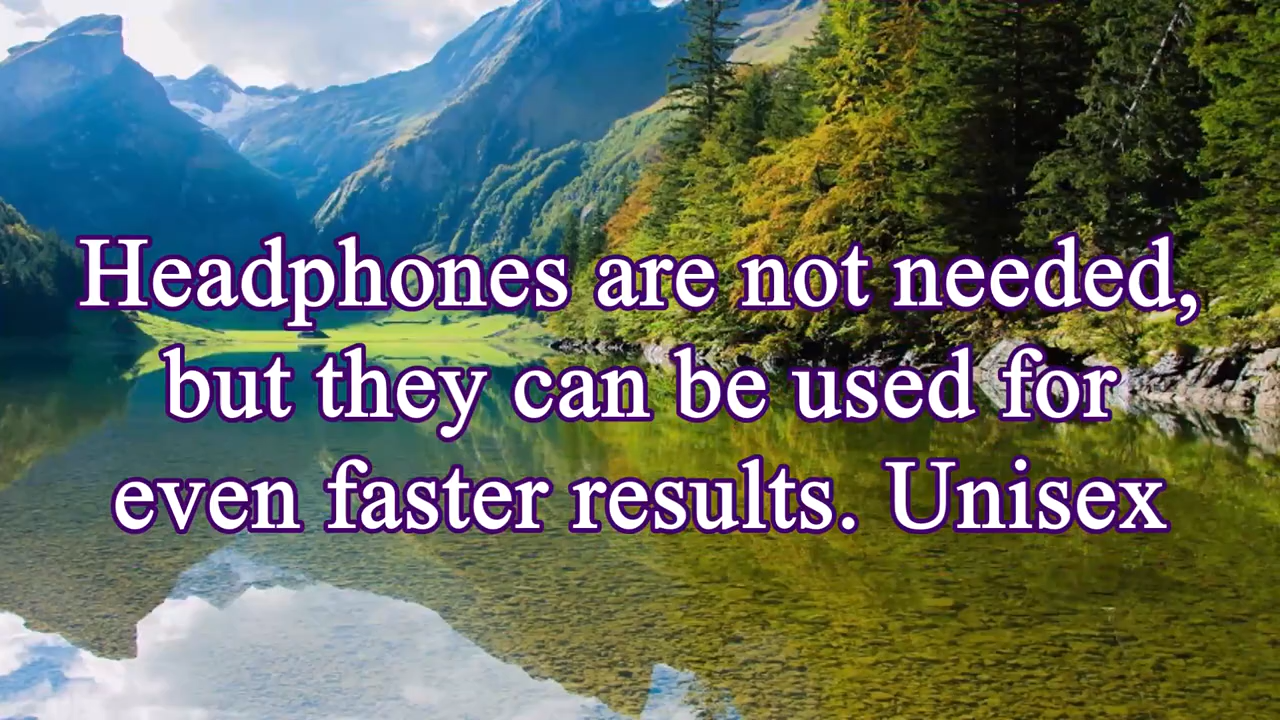 Headphones are not needed,
but they can be used for
even faster results. Unisex